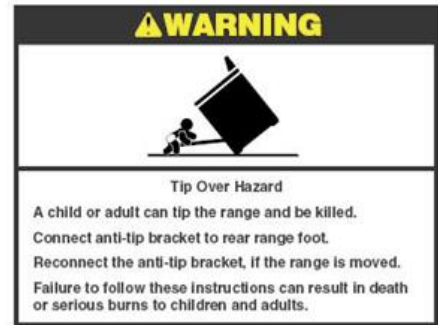 WARNING
Tip Over Hazard
A child or adult can tip the range and be killed.
Connect anti-tip bracket to rear range foot.
Reconnect the anti-tip bracket, if the range is moved.
Failure to follow these instructions can result in death
or serious burns to children and adults.